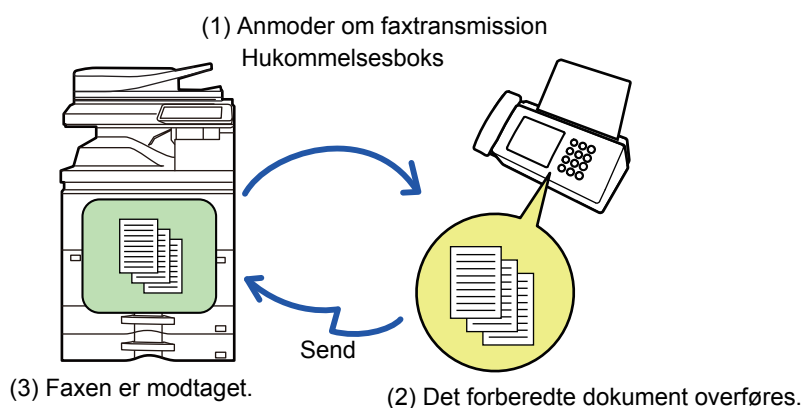 (1) Anmoder om faxtransmission
Hukommelsesboks
Send
(3) Faxen er modtaget.
(2) Det forberedte dokument overføres.